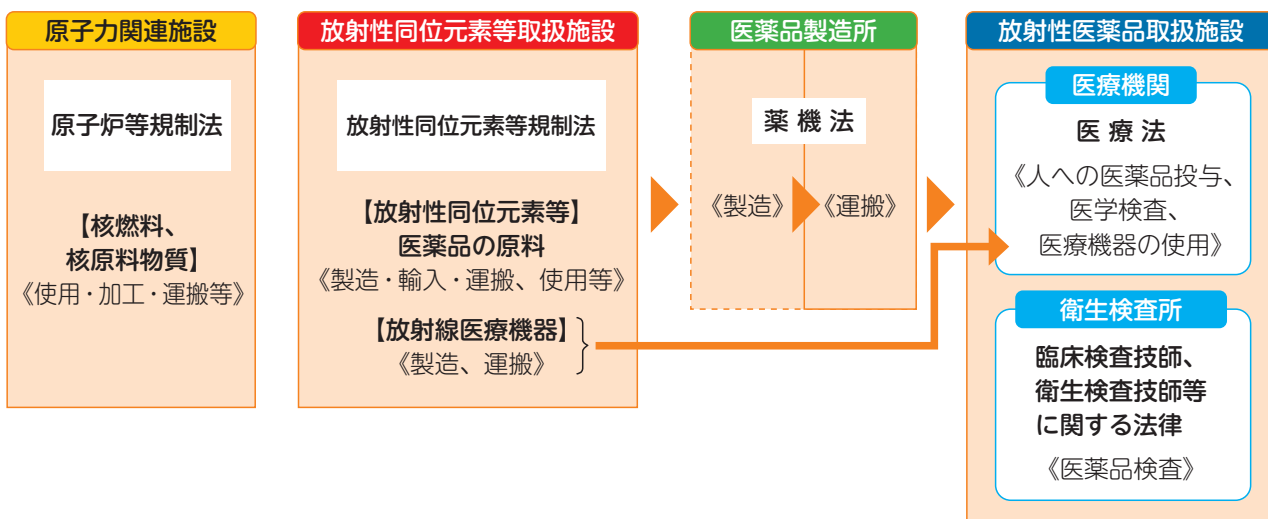 原子力関連施設
原子炉等規制法
【核燃料、
核原料物質】
《使用・加工・運搬等》
放射性同位元素等取扱施設
放射性同位元素等規制法
【放射性同位元素等】
医薬品の原料
《製造・輸入・運搬、使用等》
【放射線医療機器】
《製造、運搬》
医薬品製造所
薬機法
《製造》
《運搬》
放射性医薬品取扱施設
医療機関
医療法
《人への医薬品投与、
医学検査、
医療機器の使用》
衛生検査所
臨床検査技師、
衛生検査技師等
に関する法律
《医薬品検査》